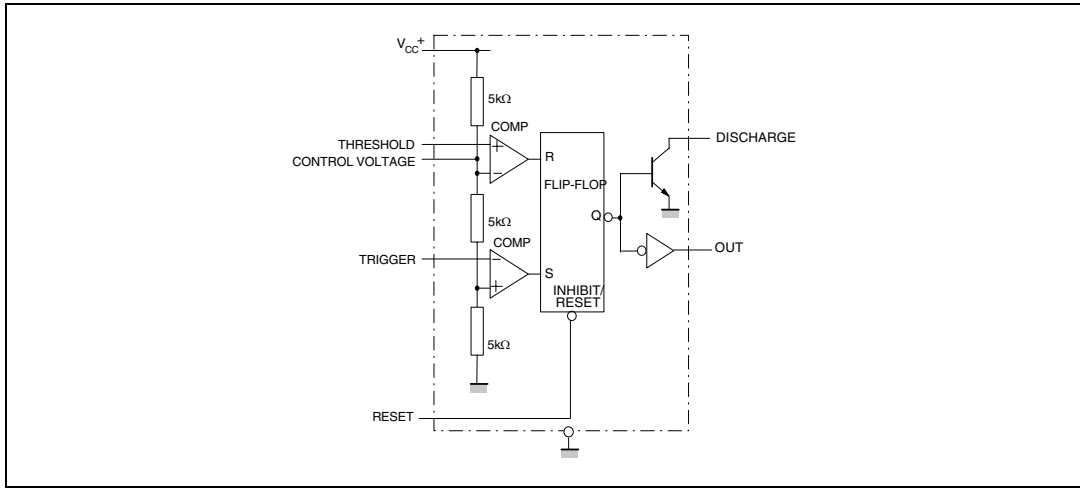 VCC+
5kΩ
COMP
THRESHOLD
DISCHARGE
CONTROL VOLTAGE
R
FLIP-FLOP
Q
5kΩ
COMP
OUT
TRIGGER
S
INHIBIT/
RESET
5kΩ
RESET